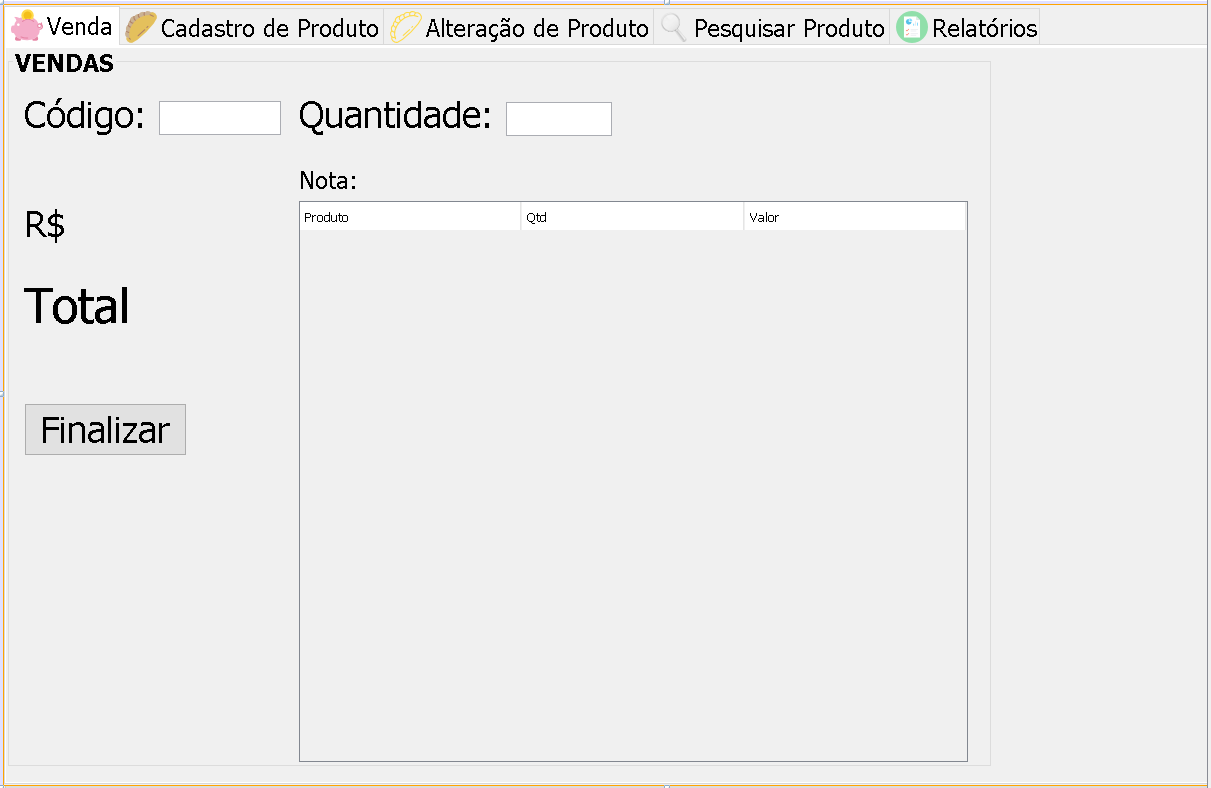 Venda Cadastro de Produto Alteração de Produto Pesquisar Produto Relatórios
VENDAS
Código: Quantidade:
Nota:
Produto Qtd Valor
R$
Total
Finalizar